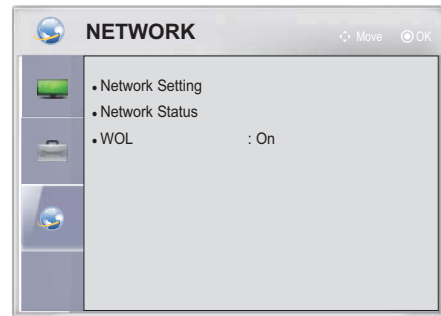 NETWORK
Move OK
• Network Setting
• Network Status
• WOL : On